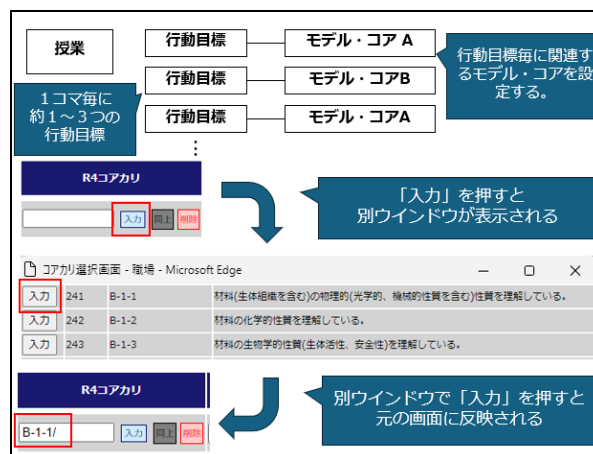 授業
行動目標
モデル・コア A
行動目標
モデル・コアB
行動目標
モデル・コアA
⋮
行動目標毎に関連す
るモデル・コアを設
定する。
１コマ毎に
約１～３つの
行動目標
R4コアカリ
入力 同上 削除
「入力」を押すと
別ウインドウが表示される
コアカリ選択画面 - 職場 - Microsoft Edge
入力 241 B-1-1 材料(生体組織を含む)の物理的(光学的、機械的性質を含む)性質を理解している。
入力 242 B-1-2 材料の化学的性質を理解している。
入力 243 B-1-3 材料の生物学的性質(生体活性、安全性)を理解している。
R4コアカリ
B-1-1/ 入力 同上 削除
別ウインドウで「入力」を押すと
元の画面に反映される